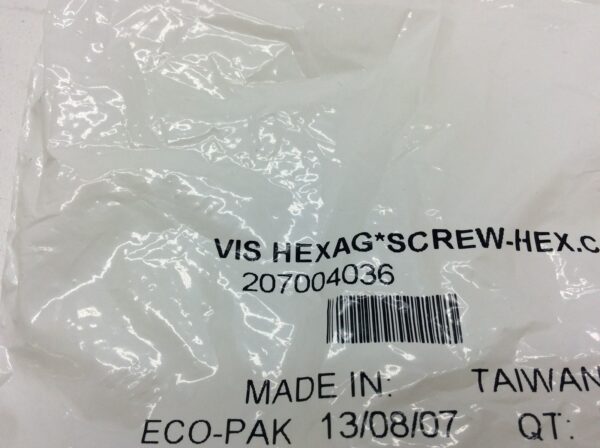 VIS HEXAG*SCREW-HEX.C
207004036
MADE IN: TAIWAN
ECO-PAK 13/08/07 QT: